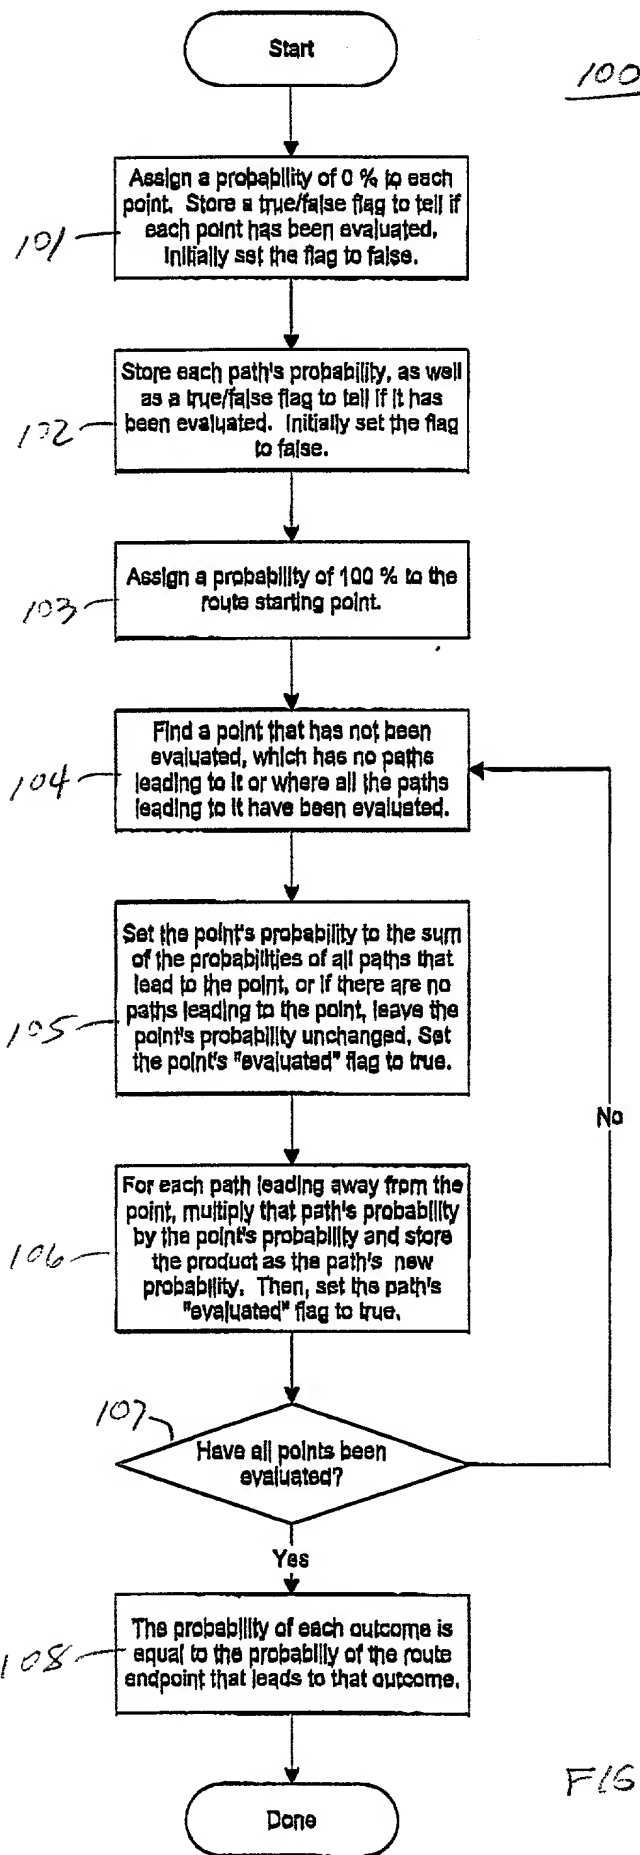 Start
100
Assign a probability of 0 % to each
point. Store a true/false flag to tell if
each point has been evaluated.
Initially set the flag to false.
101
Store each path's probability, as well
as a true/false flag to tell if it has
been evaluated. Initially set the flag
to false.
102
Assign a probability of 100 % to the
route starting point.
103
Find a point that has not been
evaluated, which has no paths
leading to it or where all the paths
leading to it have been evaluated.
104
Set the point's probability to the sum
of the probabilities of all paths that
lead to the point, or if there are no
paths leading to the point, leave the
point's probability unchanged. Set
the point's "evaluated" flag to true.
105
No
For each path leading away from the
point, multiply that path's probability
by the point's probability and store
the product as the path's new
probability. Then, set the path's
"evaluated" flag to true.
106
107
Have all points been
evaluated?
Yes
The probability of each outcome is
equal to the probabiliy of the route
endpoint that leads to that outcome.
108
FIG
Done